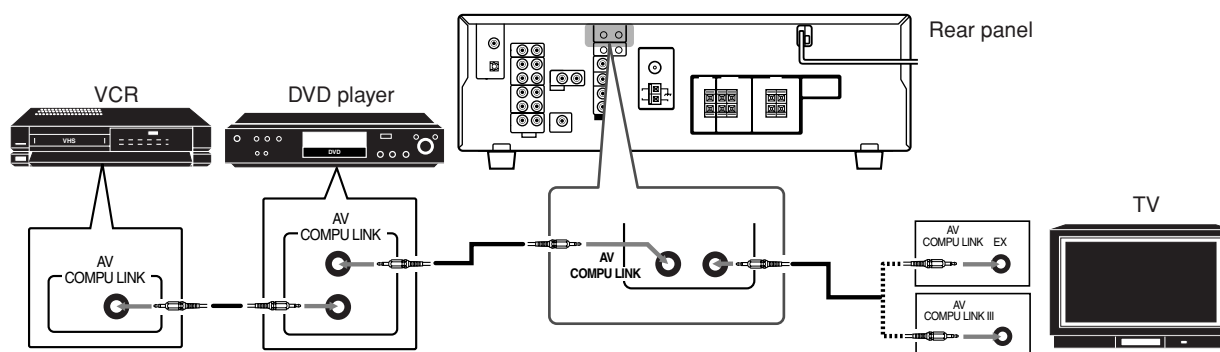 Rear panel
VCR
DVD player
VHS
DVD
TV
AV
COMPU LINK
AV
COMPU LINK
AV
COMPU LINK
AV
COMPU LINK EX
AV
COMPU LINK III